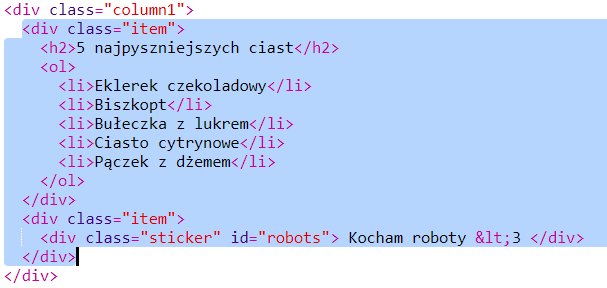 <div class="column1">
<div class="item">
<h2>5 najpyszniejszych ciast</h2>
<ol>
<li>Eklerek czekoladowy</li>
<li>Biszkopt</li>
<li>Bułeczka z lukrem</li>
<li>Ciasto cytrynowe</li>
<li>Pączek z dżemem</li>
</ol>
</div>
<div class="item">
<div class="sticker" id="robots"> Kocham roboty &lt;3 </div>
</div>
</div>